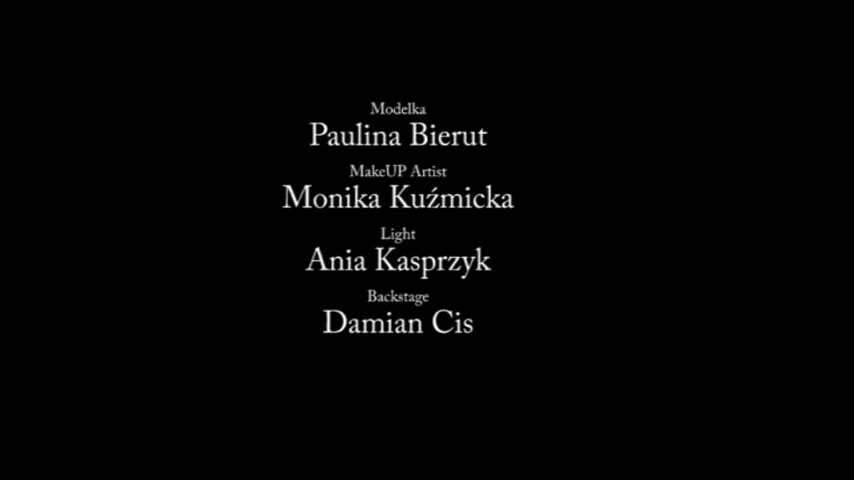 Modelka
Paulina Bierut
MakeUP Artist
Monika Kuźmicka
Light
Ania Kasprzyk
Backstage
Damian Cis